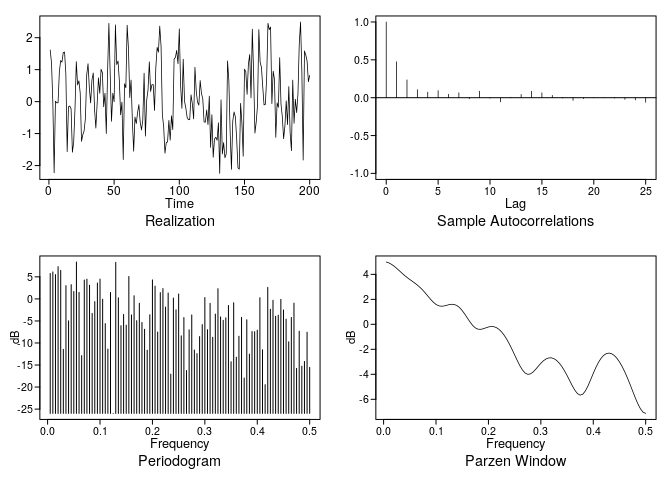 2
1
0
-1
-2
0 50 100 150 200
Time
Realization
1.0
0.5
0.0
-0.5
-1.0
0 5 10 15 20 25
Lag
Sample Autocorrelations
dB
5
0
-5
-10
-15
-20
-25
0.0 0.1 0.2 0.3 0.4 0.5
Frequency
Periodogram
dB
4
2
0
-2
-4
-6
0.0 0.1 0.2 0.3 0.4 0.5
Frequency
Parzen Window